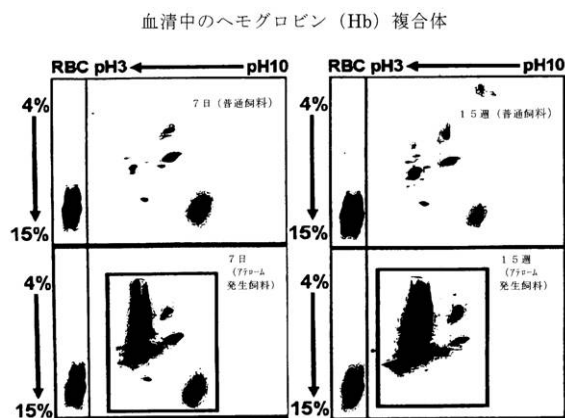 血清中のヘモグロビン (Hb) 複合体
RBC pH3 pH10
4%
7日 (普通飼料)
15%
RBC pH3 pH10
4%
15週 (普通飼料)
15%
4%
7日
(アテローム
発生飼料)
15%
4%
15週
(アテローム
発生飼料)
15%